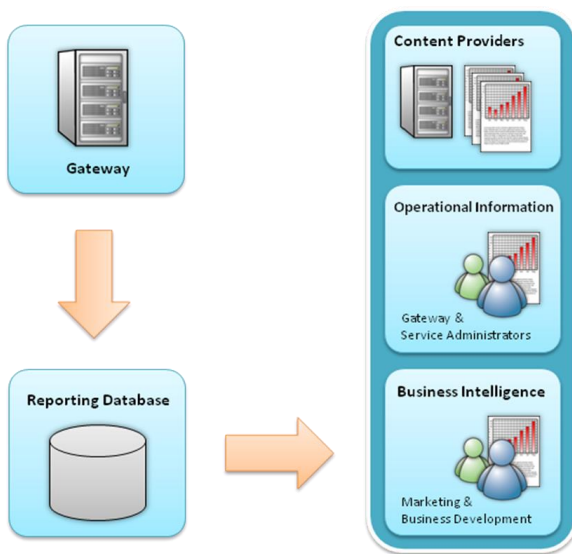 Gateway
Reporting Database
Content Providers
Operational Information
Gateway &
Service Administrators
Business Intelligence
Marketing &
Business Development